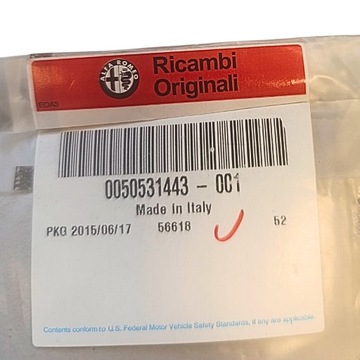 ALFA ROMEO
Ricambi
Originali
0050531443 - 0C1
Made in Italy
PKG 2015/06/17 56618 52
Contents conform to U.S. Federal Motor Vehicle Safety Standards, if any are applicable